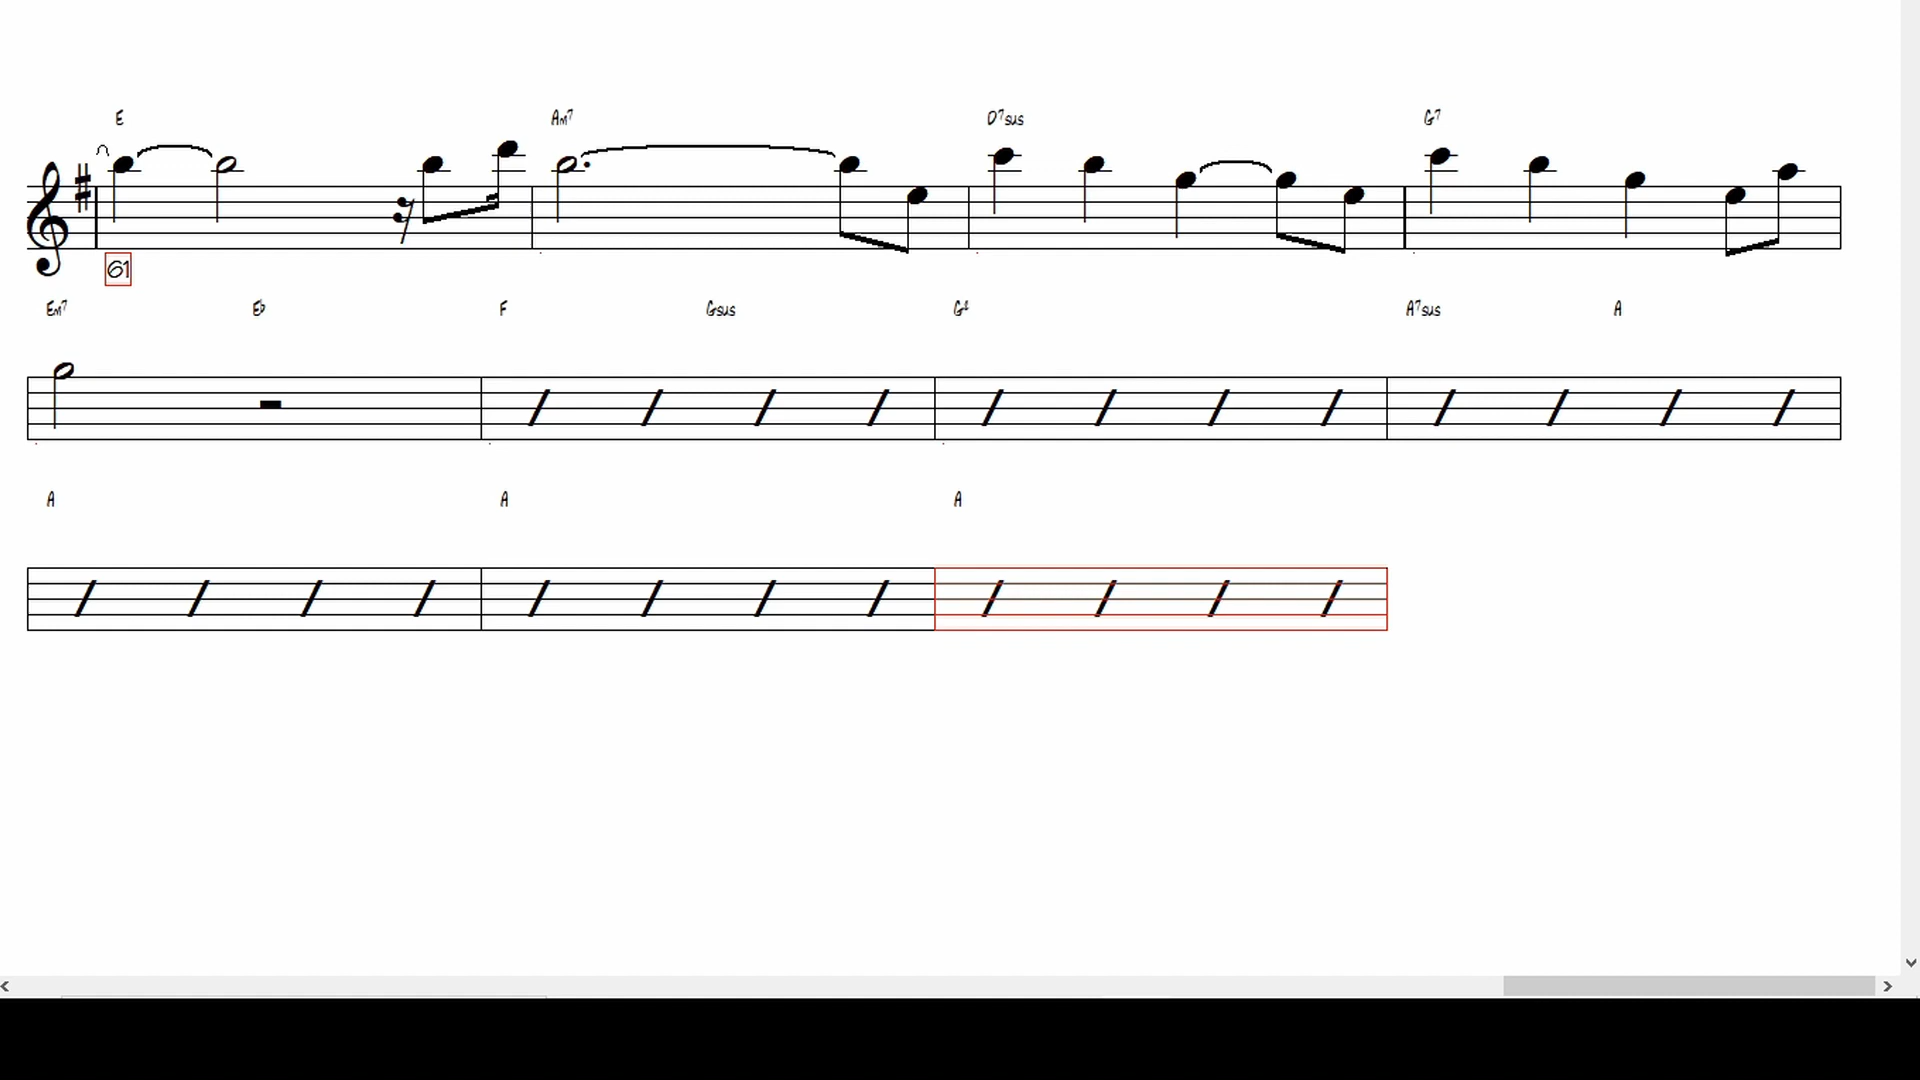 E Am7 D7sus G7
61
Em7 E♭ F Gsus A7sus A
A A A